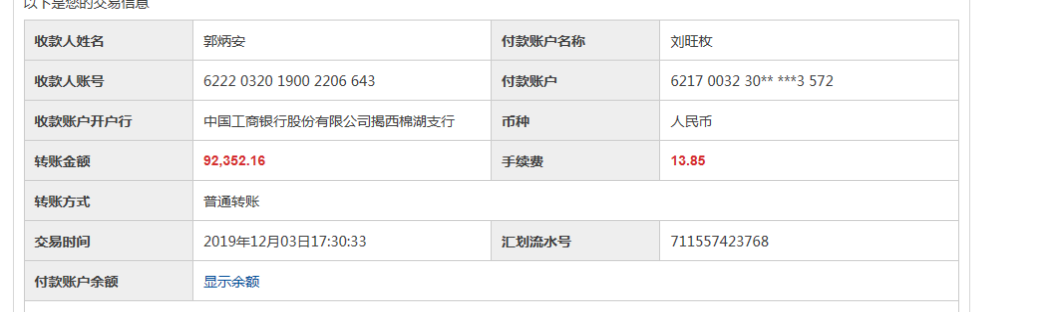 以下是您的交易信息
收款人姓名 郭炳安 付款账户名称 刘旺枚
收款人账号 6222 0320 1900 2206 643 付款账户 6217 0032 30** ***3 572
收款账户开户行 中国工商银行股份有限公司揭西棉湖支行 币种 人民币
转账金额 92,352.16 手续费 13.85
转账方式 普通转账
交易时间 2019年12月03日17:30:33 汇划流水号 711557423768
付款账户余额 显示余额